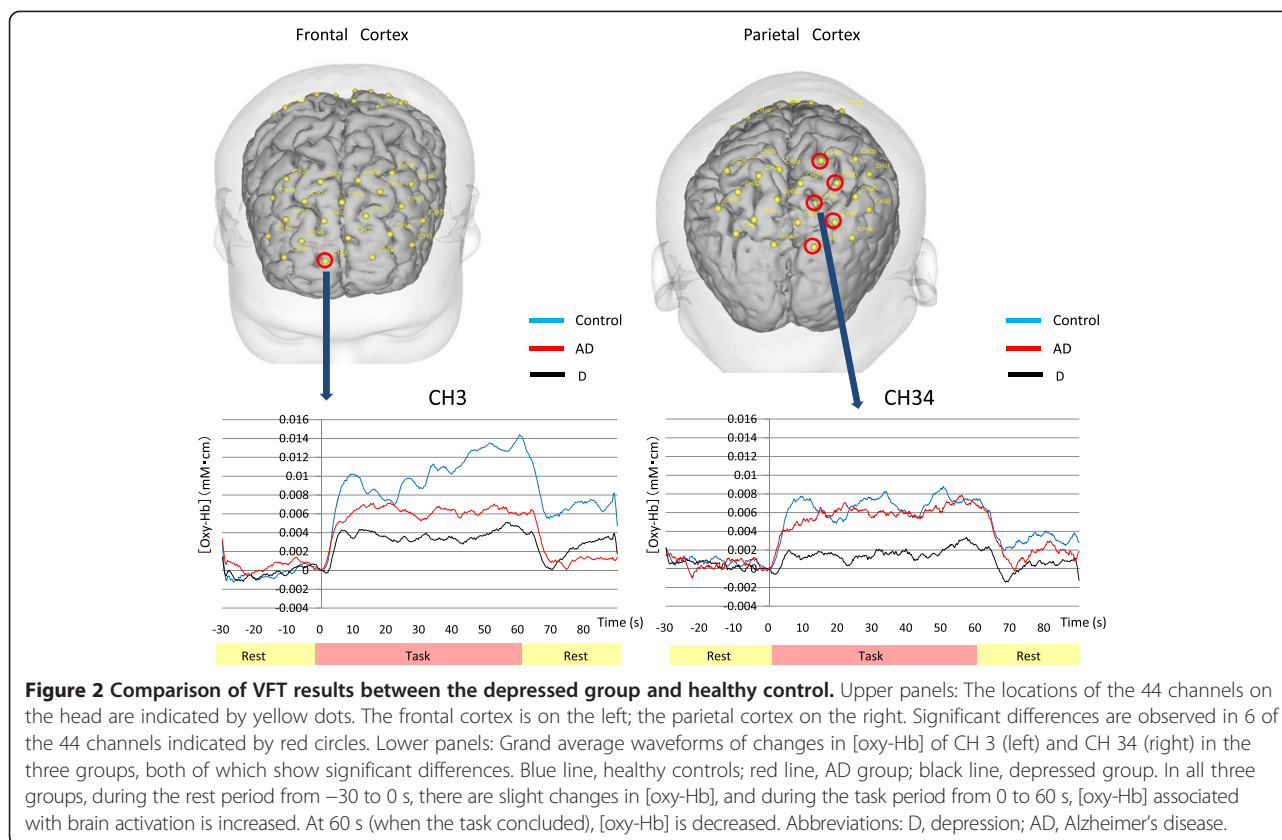 Frontal Cortex
Parietal Cortex
Control
AD
D
Control
AD
D
CH3
CH34
[Oxy-Hb] (mM・cm)
0.016
0.014
0.012
0.01
0.008
0.006
0.004
0.002
0
-0.002
-0.004
-30 -20 -10 0 10 20 30 40 50 60 70 80
Time (s)
Rest Task Rest
[Oxy-Hb] (mM・cm)
0.016
0.014
0.012
0.01
0.008
0.006
0.004
0.002
0
-0.002
-0.004
-30 -20 -10 0 10 20 30 40 50 60 70 80
Time (s)
Rest Task Rest
Figure 2 Comparison of VFT results between the depressed group and healthy control. Upper panels: The locations of the 44 channels on
the head are indicated by yellow dots. The frontal cortex is on the left; the parietal cortex on the right. Significant differences are observed in 6 of
the 44 channels indicated by red circles. Lower panels: Grand average waveforms of changes in [oxy-Hb] of CH 3 (left) and CH 34 (right) in the
three groups, both of which show significant differences. Blue line, healthy controls; red line, AD group; black line, depressed group. In all three
groups, during the rest period from −30 to 0 s, there are slight changes in [oxy-Hb], and during the task period from 0 to 60 s, [oxy-Hb] associated
with brain activation is increased. At 60 s (when the task concluded), [oxy-Hb] is decreased. Abbreviations: D, depression; AD, Alzheimer's disease.